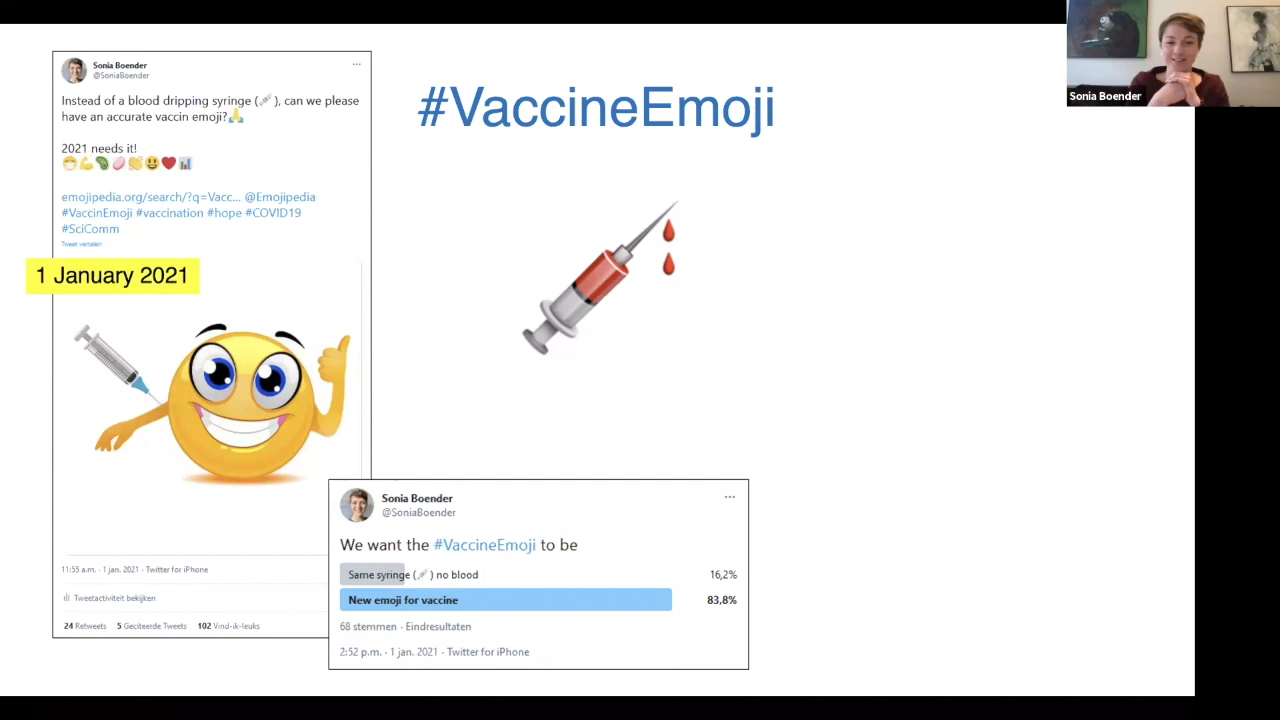 Sonia Boender
@SoniaBoender
Instead of a blood dripping syringe (💉), can we please
have an accurate vaccin emoji?🙏
2021 needs it!
😷💪🦠🥔👏😃❤️📊
emojipedia.org/search/?q=Vacc... @Emojipedia
#VaccinEmoji #vaccination #hope #COVID19
#SciComm
Tweet vertalen
1 January 2021
11:55 a.m. · 1 jan. 2021 · Twitter for iPhone
Tweetactiviteit bekijken
24 Retweets 5 Geciteerde Tweets 102 Vind-ik-leuks
#VaccineEmoji
Sonia Boender
@SoniaBoender
We want the #VaccineEmoji to be
Same syringe (💉) no blood 16,2%
New emoji for vaccine 83,8%
68 stemmen · Eindresultaten
2:52 p.m. · 1 jan. 2021 · Twitter for iPhone
Sonia Boender